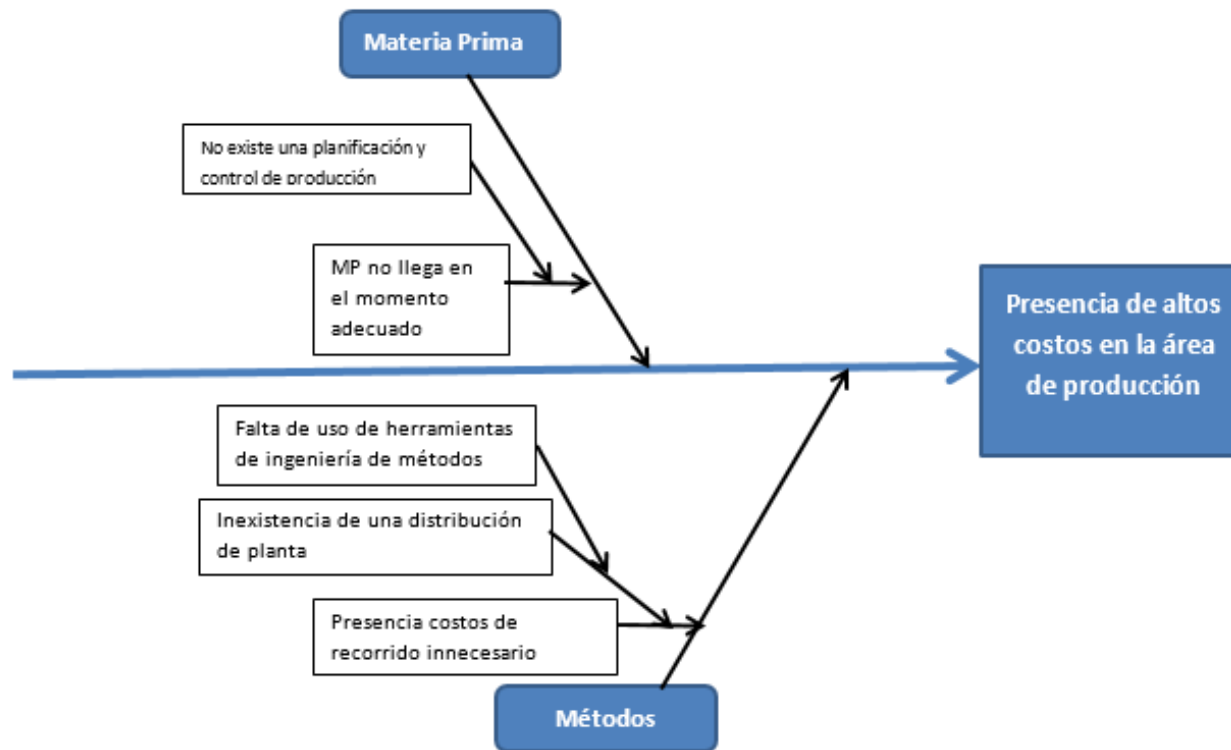 Materia Prima
No existe una planificación y
control de producción
MP no llega en
el momento
adecuado
Presencia de altos
costos en la área
de producción
Falta de uso de herramientas
de ingeniería de métodos
Inexistencia de una distribución
de planta
Presencia costos de
recorrido innecesario
Métodos